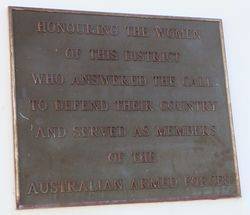 HONOURING THE WOMEN
OF THIS DISTRICT
WHO ANSWERED THE CALL
TO DEFEND THEIR COUNTRY
AND SERVED AS MEMBERS
OF THE
AUSTRALIAN ARMED FORCES